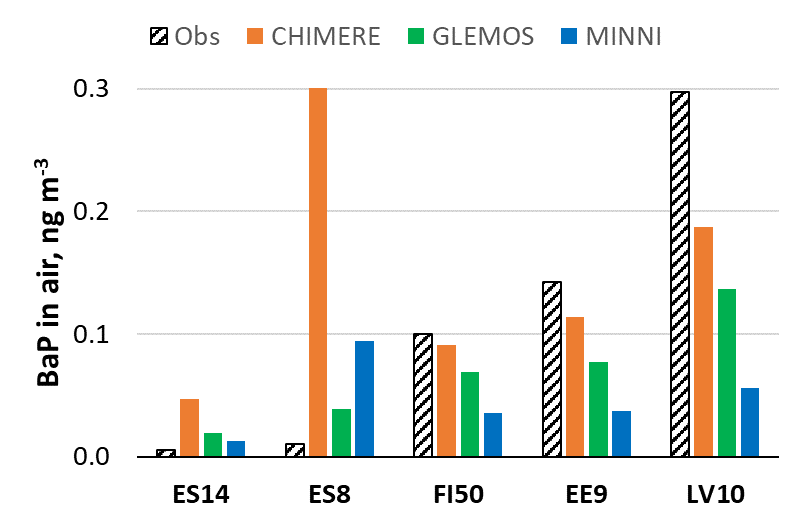 Obs CHIMERE GLEMOS MINNI
BaP in air, ng m⁻³
0.3
0.2
0.1
0.0
ES14 ES8 FI50 EE9 LV10